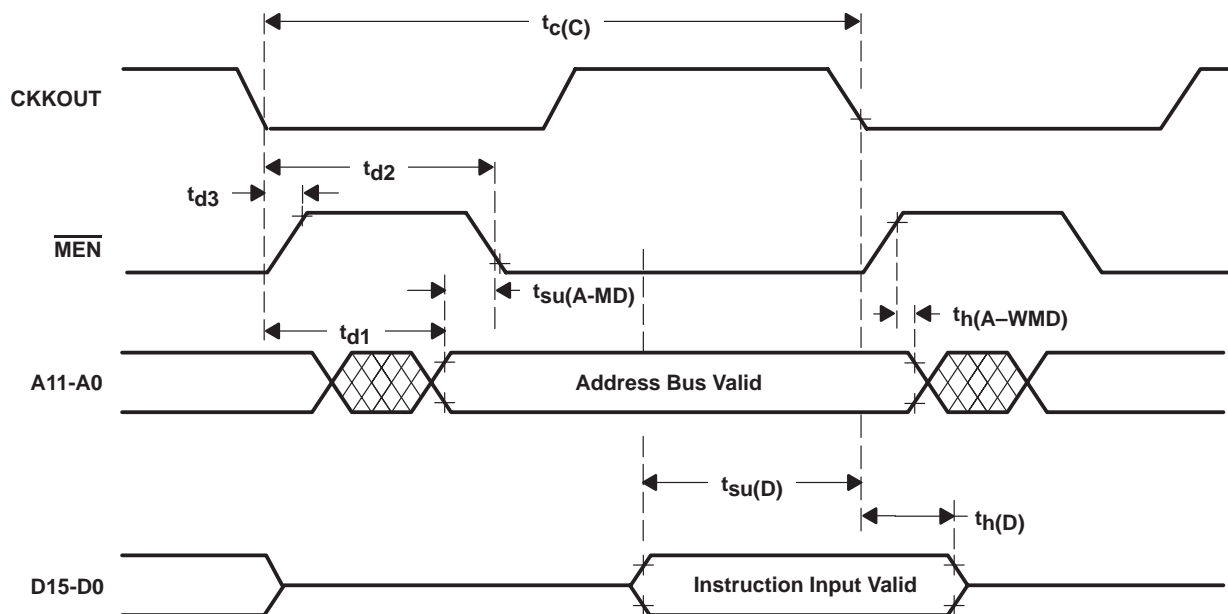 tc(C)
CKKOUT
td2
td3
MEN
tsu(A-MD)
th(A–WMD)
td1
A11-A0
Address Bus Valid
tsu(D)
th(D)
D15-D0
Instruction Input Valid